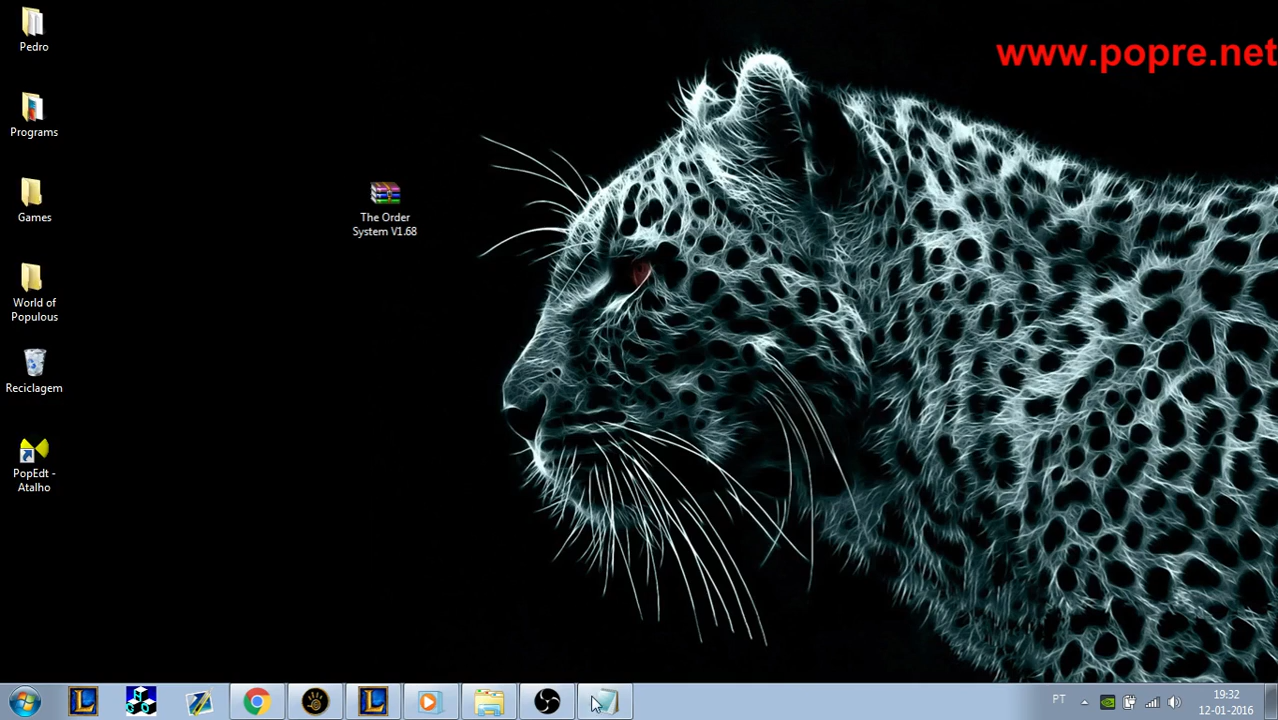 www.popre.net
Pedro
Programs
Games
World of
Populous
Reciclagem
PopEdt -
Atalho
The Order
System V1.68
PT
19:32
12-01-2016